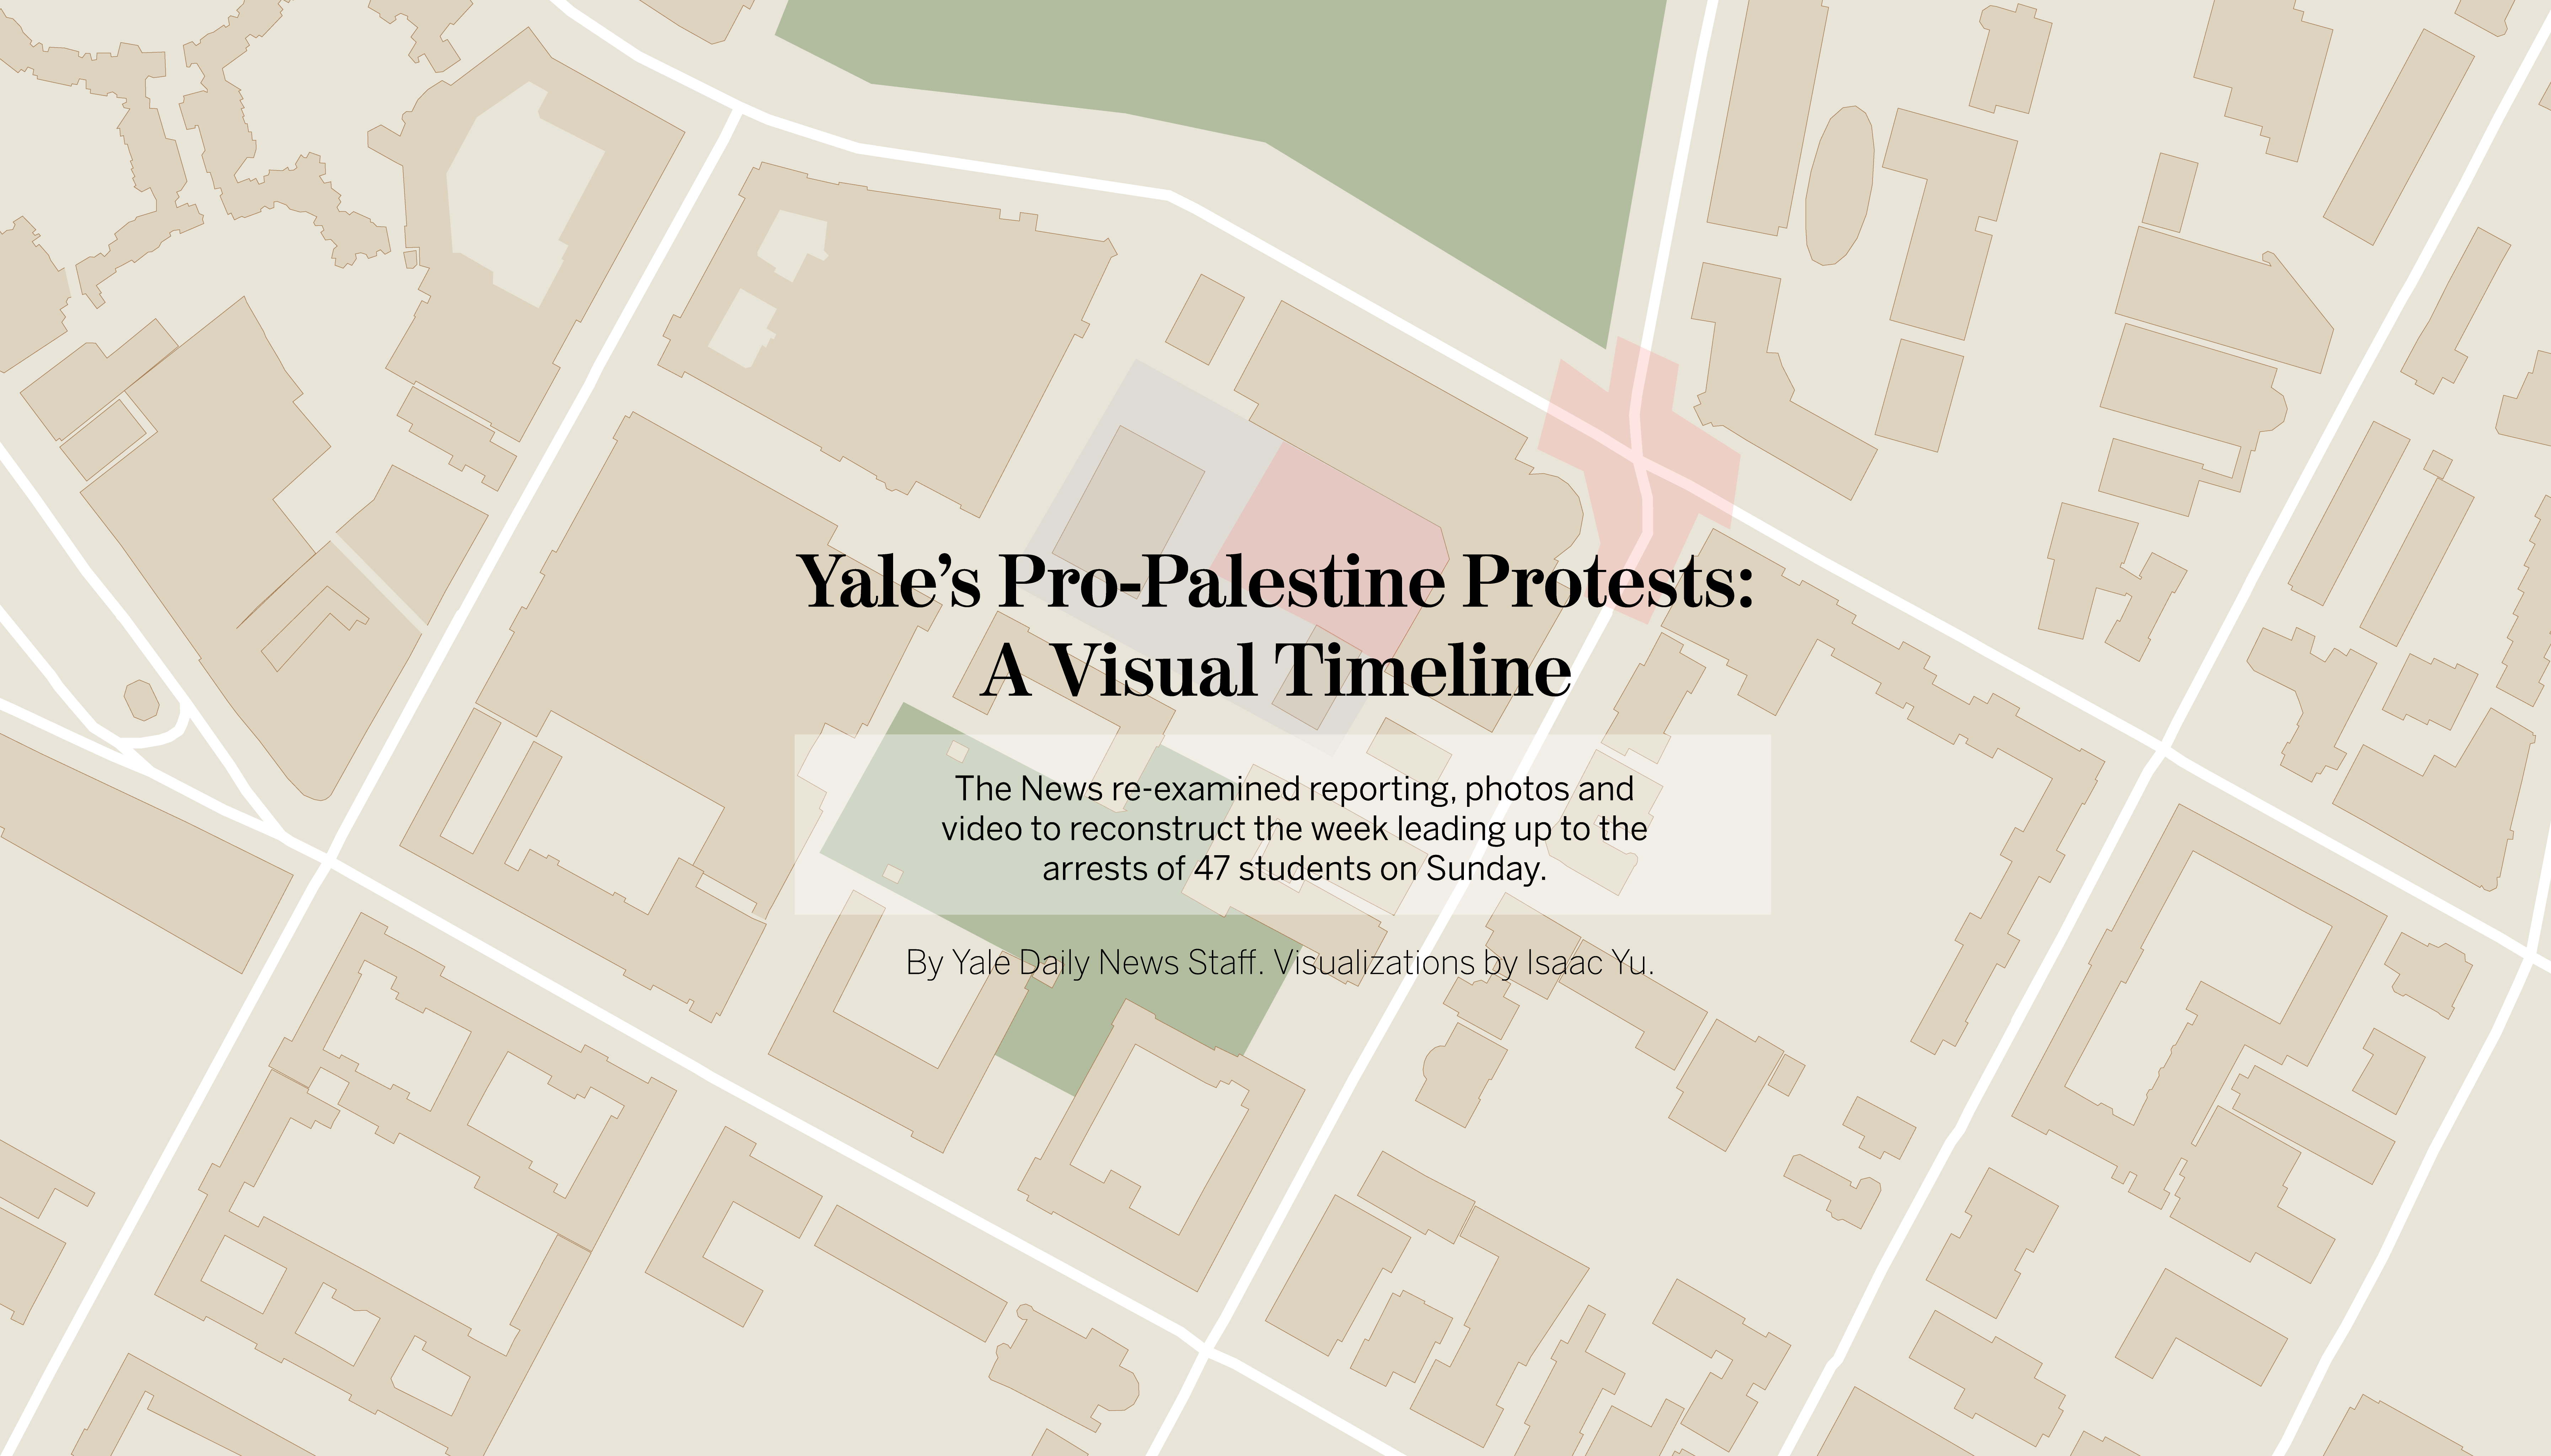 Yale’s Pro-Palestine Protests:
A Visual Timeline
The News re-examined reporting, photos and
video to reconstruct the week leading up to the
arrests of 47 students on Sunday.
By Yale Daily News Staff. Visualizations by Isaac Yu.